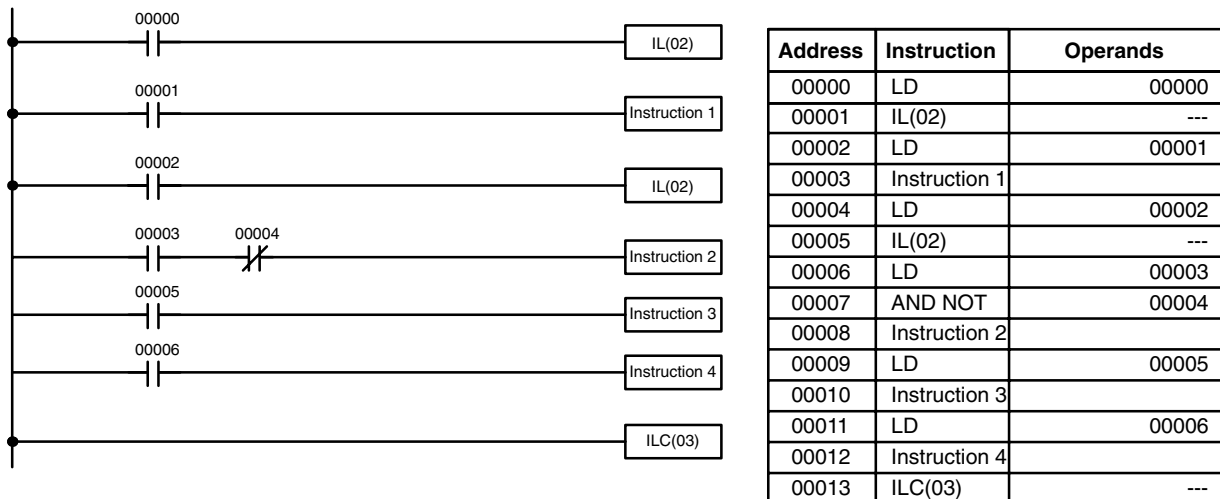 00000
IL(02)
00001
Instruction 1
00002
IL(02)
00003 00004
Instruction 2
00005
Instruction 3
00006
Instruction 4
ILC(03)
Address Instruction Operands
00000 LD 00000
00001 IL(02) ---
00002 LD 00001
00003 Instruction 1
00004 LD 00002
00005 IL(02) ---
00006 LD 00003
00007 AND NOT 00004
00008 Instruction 2
00009 LD 00005
00010 Instruction 3
00011 LD 00006
00012 Instruction 4
00013 ILC(03) ---